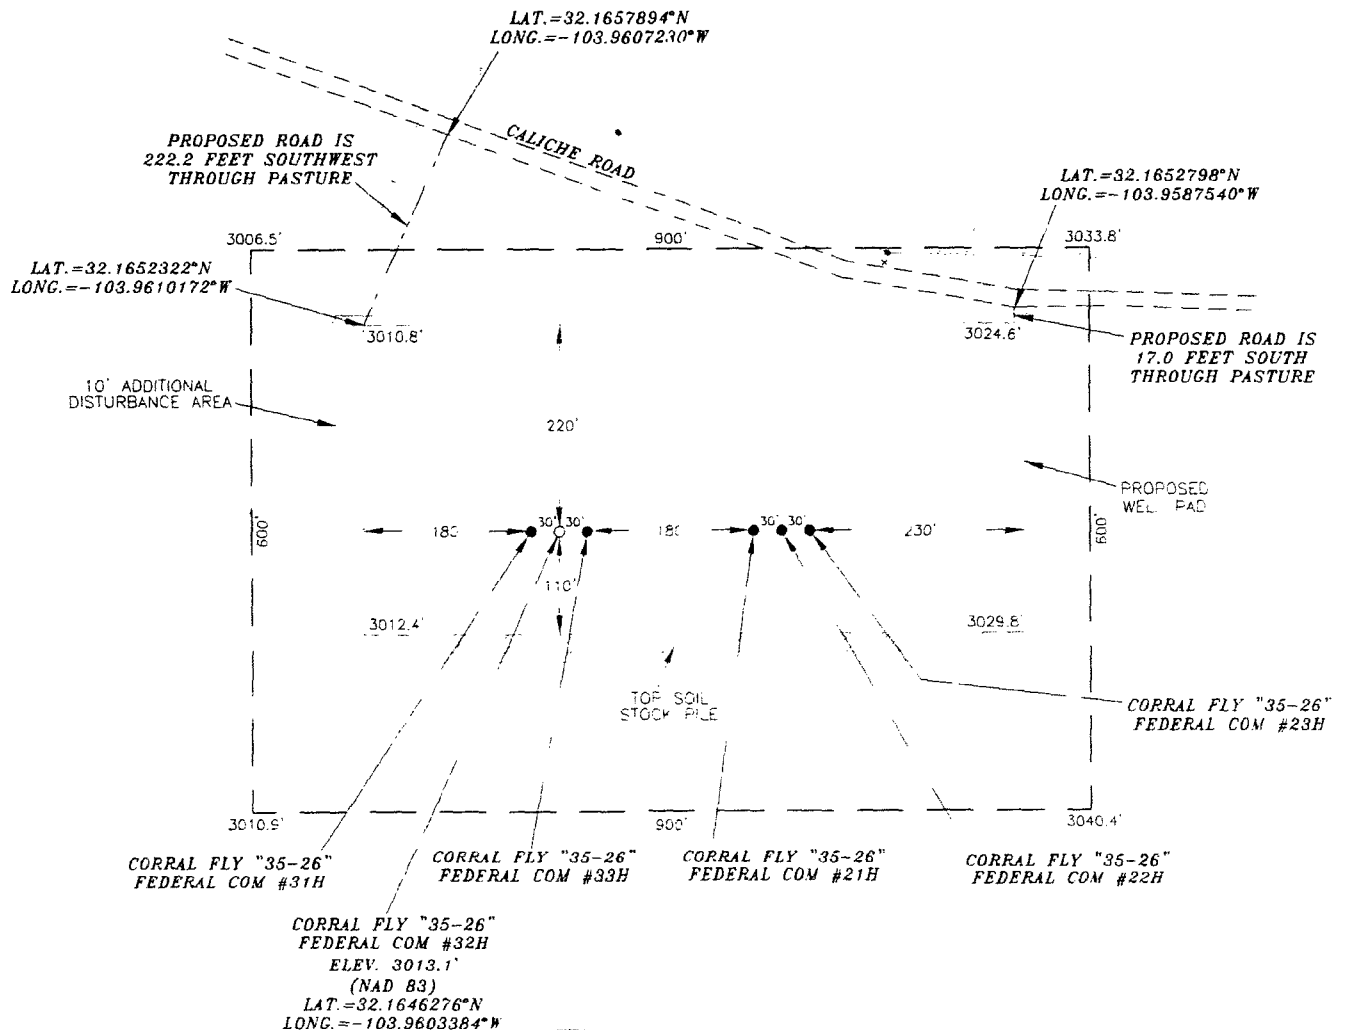 LAT.=32.1657894°N
LONG.=-103.9607230°W
CALICHE ROAD
PROPOSED ROAD IS
222.2 FEET SOUTHWEST
THROUGH PASTURE
LAT.=32.1652798°N
LONG.=-103.9587540°W
3006.5'
900'
3033.8'
LAT.=32.1652322°N
LONG.=-103.9610172°W
3010.8'
3024.6'
PROPOSED ROAD IS
17.0 FEET SOUTH
THROUGH PASTURE
10' ADDITIONAL
DISTURBANCE AREA
220'
PROPOSED
WELL PAD
600'
180
30'
30'
180
30'
30'
230'
600'
110'
3012.4'
3029.8'
TOP SOIL
STOCK PILE
CORRAL FLY "35-26"
FEDERAL COM #23H
3010.9'
900'
3040.4'
CORRAL FLY "35-26"
FEDERAL COM #31H
CORRAL FLY "35-26"
FEDERAL COM #33H
CORRAL FLY "35-26"
FEDERAL COM #21H
CORRAL FLY "35-26"
FEDERAL COM #22H
CORRAL FLY "35-26"
FEDERAL COM #32H
ELEV. 3013.1'
(NAD 83)
LAT.=32.1646276°N
LONG.=-103.9603384°W